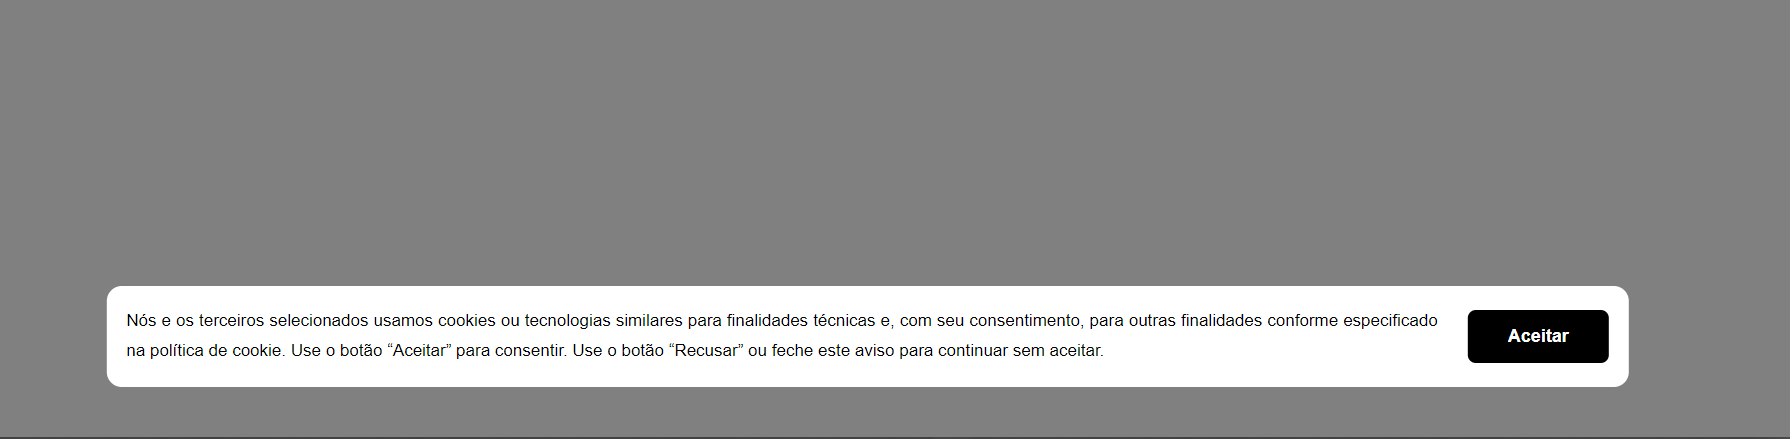 Nós e os terceiros selecionados usamos cookies ou tecnologias similares para finalidades técnicas e, com seu consentimento, para outras finalidades conforme especificado
na política de cookie. Use o botão “Aceitar” para consentir. Use o botão “Recusar” ou feche este aviso para continuar sem aceitar.
Aceitar